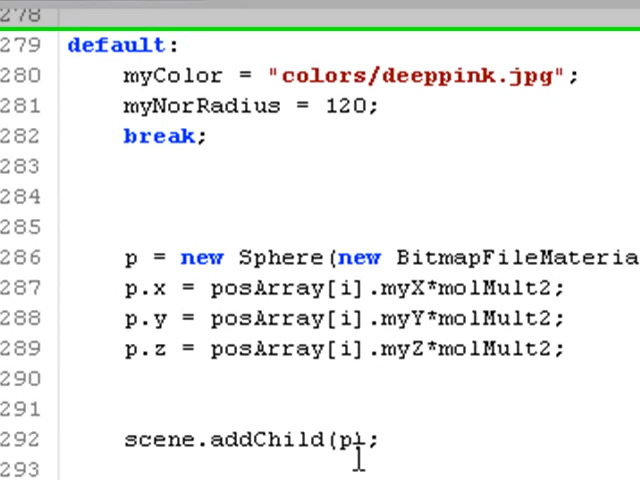 278
279 default:
280 myColor = "colors/deeppink.jpg";
281 myNorRadius = 120;
282 break;
283
284
285
286 p = new Sphere(new BitmapFileMateria
287 p.x = posArray[i].myX*molMult2;
288 p.y = posArray[i].myY*molMult2;
289 p.z = posArray[i].myZ*molMult2;
290
291
292 scene.addChild(p);
293